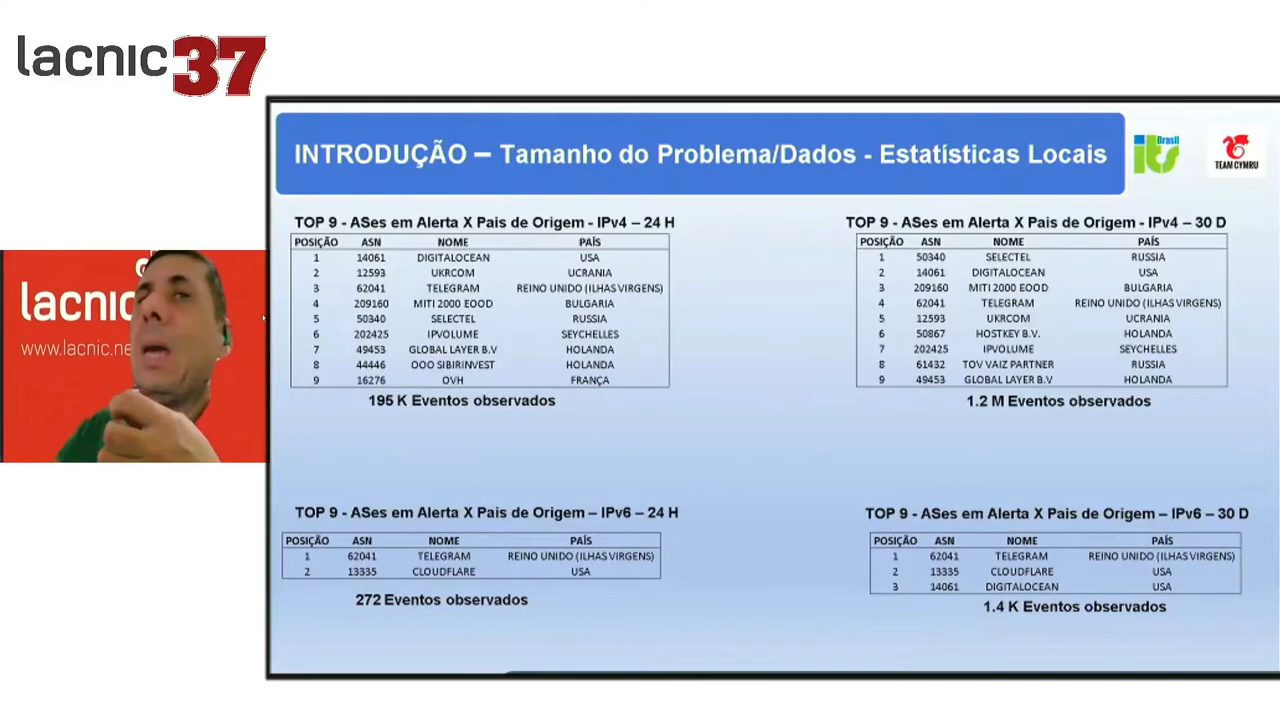 lacnic 37
INTRODUÇÃO – Tamanho do Problema/Dados - Estatísticas Locais
Brasil
its
TEAM CYMRU
lacnic
www.lacnic.ne
TOP 9 - ASes em Alerta X Pais de Origem - IPv4 – 24 H
POSIÇÃO ASN NOME PAÍS
1 14061 DIGITALOCEAN USA
2 12593 UKRCOM UCRANIA
3 62041 TELEGRAM REINO UNIDO (ILHAS VIRGENS)
4 209160 MITI 2000 EOOD BULGARIA
5 50340 SELECTEL RUSSIA
6 202425 IPVOLUME SEYCHELLES
7 49453 GLOBAL LAYER B.V HOLANDA
8 44446 OOO SIBIRINVEST HOLANDA
9 16276 OVH FRANÇA
195 K Eventos observados
TOP 9 - ASes em Alerta X Pais de Origem - IPv4 – 30 D
POSIÇÃO ASN NOME PAÍS
1 50340 SELECTEL RUSSIA
2 14061 DIGITALOCEAN USA
3 209160 MITI 2000 EOOD BULGARIA
4 62041 TELEGRAM REINO UNIDO (ILHAS VIRGENS)
5 12593 UKRCOM UCRANIA
6 50867 HOSTKEY B.V. HOLANDA
7 202425 IPVOLUME SEYCHELLES
8 61432 TOV VAIZ PARTNER RUSSIA
9 49453 GLOBAL LAYER B.V HOLANDA
1.2 M Eventos observados
TOP 9 - ASes em Alerta X Pais de Origem – IPv6 – 24 H
POSIÇÃO ASN NOME PAÍS
1 62041 TELEGRAM REINO UNIDO (ILHAS VIRGENS)
2 13335 CLOUDFLARE USA
272 Eventos observados
TOP 9 - ASes em Alerta X Pais de Origem – IPv6 – 30 D
POSIÇÃO ASN NOME PAÍS
1 62041 TELEGRAM REINO UNIDO (ILHAS VIRGENS)
2 13335 CLOUDFLARE USA
3 14061 DIGITALOCEAN USA
1.4 K Eventos observados